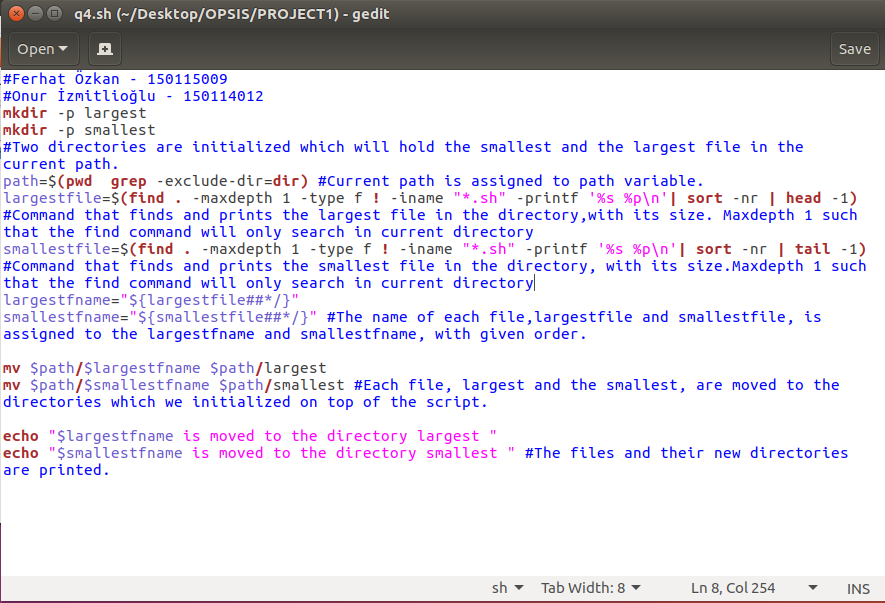 q4.sh (~/Desktop/OPSIS/PROJECT1) - gedit
Open Save
#Ferhat Özkan - 150115009
#Onur İzmitlioğlu - 150114012
mkdir -p largest
mkdir -p smallest
#Two directories are initialized which will hold the smallest and the largest file in the
current path.
path=$(pwd  grep -exclude-dir=dir) #Current path is assigned to path variable.
largestfile=$(find . -maxdepth 1 -type f ! -iname "*.sh" -printf '%s %p\n'| sort -nr | head -1)
#Command that finds and prints the largest file in the directory,with its size. Maxdepth 1 such
that the find command will only search in current directory
smallestfile=$(find . -maxdepth 1 -type f ! -iname "*.sh" -printf '%s %p\n'| sort -nr | tail -1)
#Command that finds and prints the smallest file in the directory, with its size.Maxdepth 1 such
that the find command will only search in current directory
largestfname="${largestfile##*/}"
smallestfname="${smallestfile##*/}" #The name of each file,largestfile and smallestfile, is
assigned to the largestfname and smallestfname, with given order.
mv $path/$largestfname $path/largest
mv $path/$smallestfname $path/smallest #Each file, largest and the smallest, are moved to the
directories which we initialized on top of the script.
echo "$largestfname is moved to the directory largest "
echo "$smallestfname is moved to the directory smallest " #The files and their new directories
are printed.
sh Tab Width: 8 Ln 8, Col 254 INS